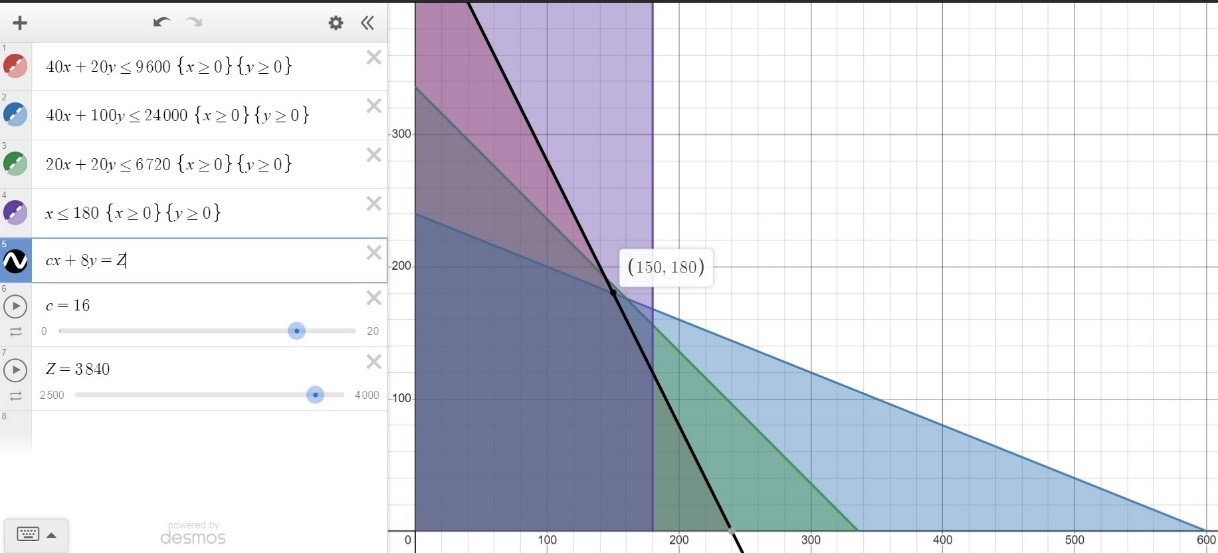 1
40x + 20y ≤ 9600 {x ≥ 0}{y ≥ 0}
2
40x + 100y ≤ 24000 {x ≥ 0}{y ≥ 0}
3
20x + 20y ≤ 6720 {x ≥ 0}{y ≥ 0}
4
x ≤ 180 {x ≥ 0}{y ≥ 0}
5
cx + 8y = Z
6
c = 16
0 20
7
Z = 3840
2500 4000
8
powered by
desmos
300
200
100
(150, 180)
0 100 200 300 400 500 600